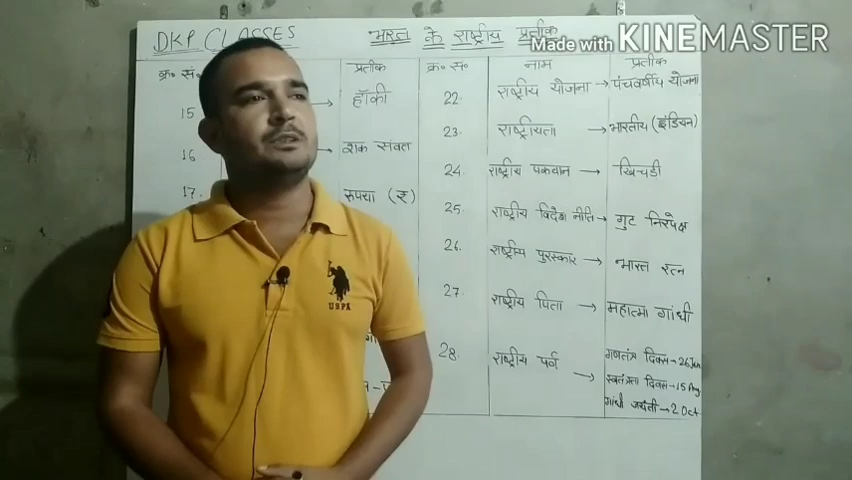 DKP CLASSES
भारत के राष्ट्रीय प्रतीक
Made with KINEMASTER
क्र॰ सं॰ प्रतीक क्र॰ सं॰ नाम प्रतीक
15 → हॉकी
16 → शक संवत
17. रुपया (₹)
22. राष्ट्रीय योजना → पंचवर्षीय योजना
23. राष्ट्रीयता → भारतीय (इंडियन)
24. राष्ट्रीय पकवान → खिचडी
25. राष्ट्रीय विदेश नीति → गुट निरपेक्ष
26. राष्ट्रीय पुरस्कार → भारत रत्न
27. राष्ट्रीय पिता → महात्मा गांधी
28. राष्ट्रीय पर्व → गणतंत्र दिवस → 26 Jan
स्वतंत्रता दिवस → 15 Aug
गांधी जयंती → 2 Oct
USPA